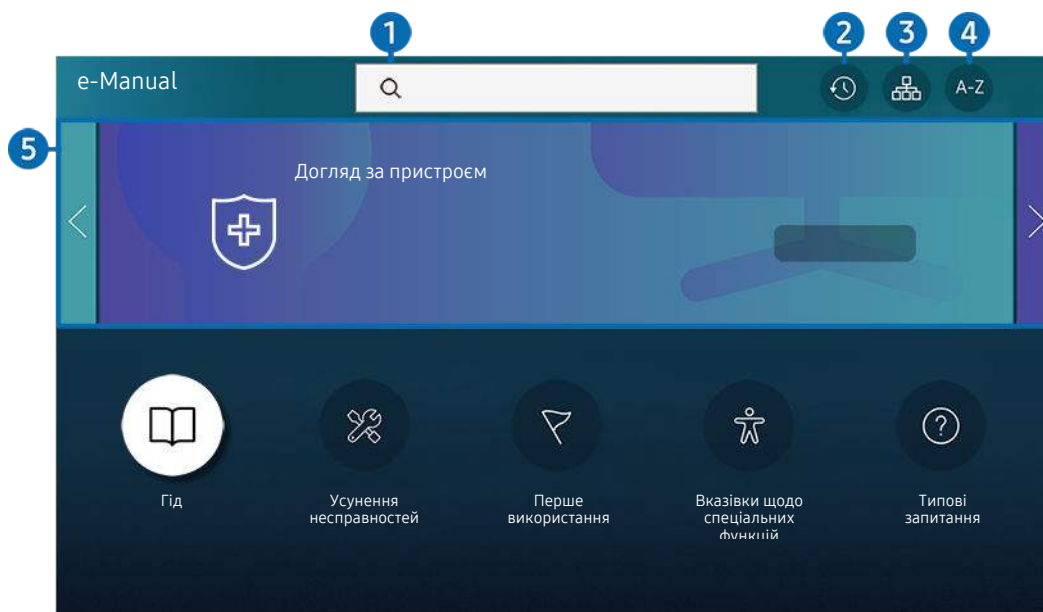 1
2
3
4
e-Manual
A-Z
5
Догляд за пристроєм
?
Гід
Усунення
несправностей
Перше
використання
Вказівки щодо
спеціальних
функцій
Типові
запитання